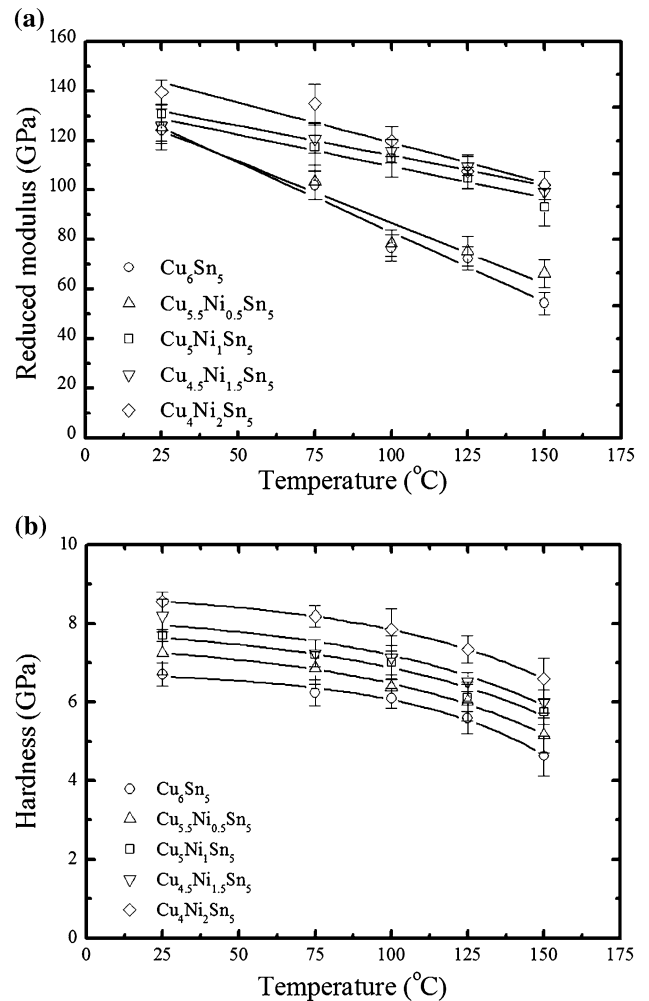 (a)
160
140
120
100
80
60
40
20
0
Reduced modulus (GPa)
Cu6Sn5
Cu5.5Ni0.5Sn5
Cu5Ni1Sn5
Cu4.5Ni1.5Sn5
Cu4Ni2Sn5
0 25 50 75 100 125 150 175
Temperature (°C)
(b)
10
8
6
4
2
0
Hardness (GPa)
Cu6Sn5
Cu5.5Ni0.5Sn5
Cu5Ni1Sn5
Cu4.5Ni1.5Sn5
Cu4Ni2Sn5
0 25 50 75 100 125 150 175
Temperature (°C)